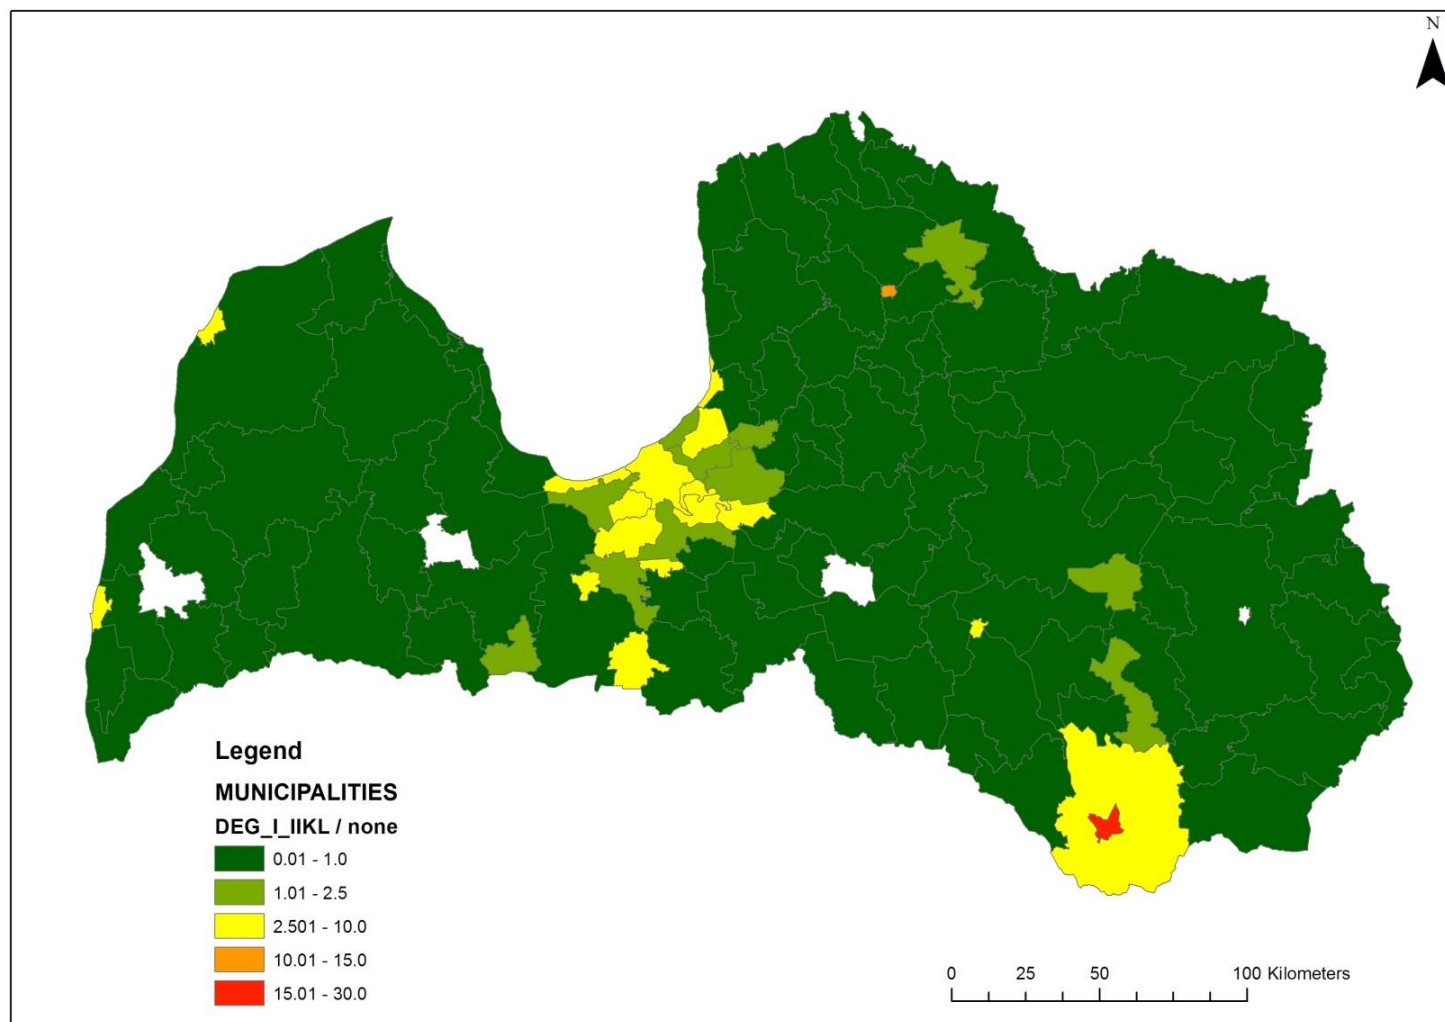 N
Legend
MUNICIPALITIES
DEG_I_IIKL / none
0.01 - 1.0
1.01 - 2.5
2.501 - 10.0
10.01 - 15.0
15.01 - 30.0
0 25 50 100 Kilometers